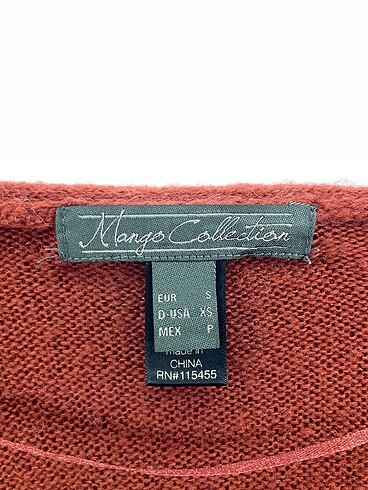 Mango Collection
EUR S
D-USA XS
MEX P
made in
CHINA
RN#115455